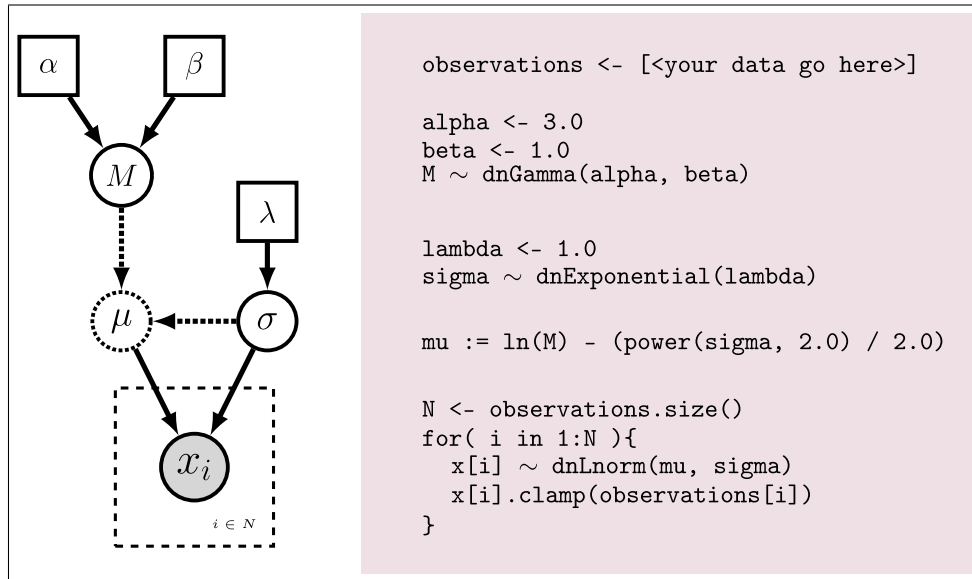 α
β
M
λ
μ
σ
x_i
i ∈ N
observations <- [<your data go here>]
alpha <- 3.0
beta <- 1.0
M ∼ dnGamma(alpha, beta)
lambda <- 1.0
sigma ∼ dnExponential(lambda)
mu := ln(M) - (power(sigma, 2.0) / 2.0)
N <- observations.size()
for( i in 1:N ){
x[i] ∼ dnLnorm(mu, sigma)
x[i].clamp(observations[i])
}